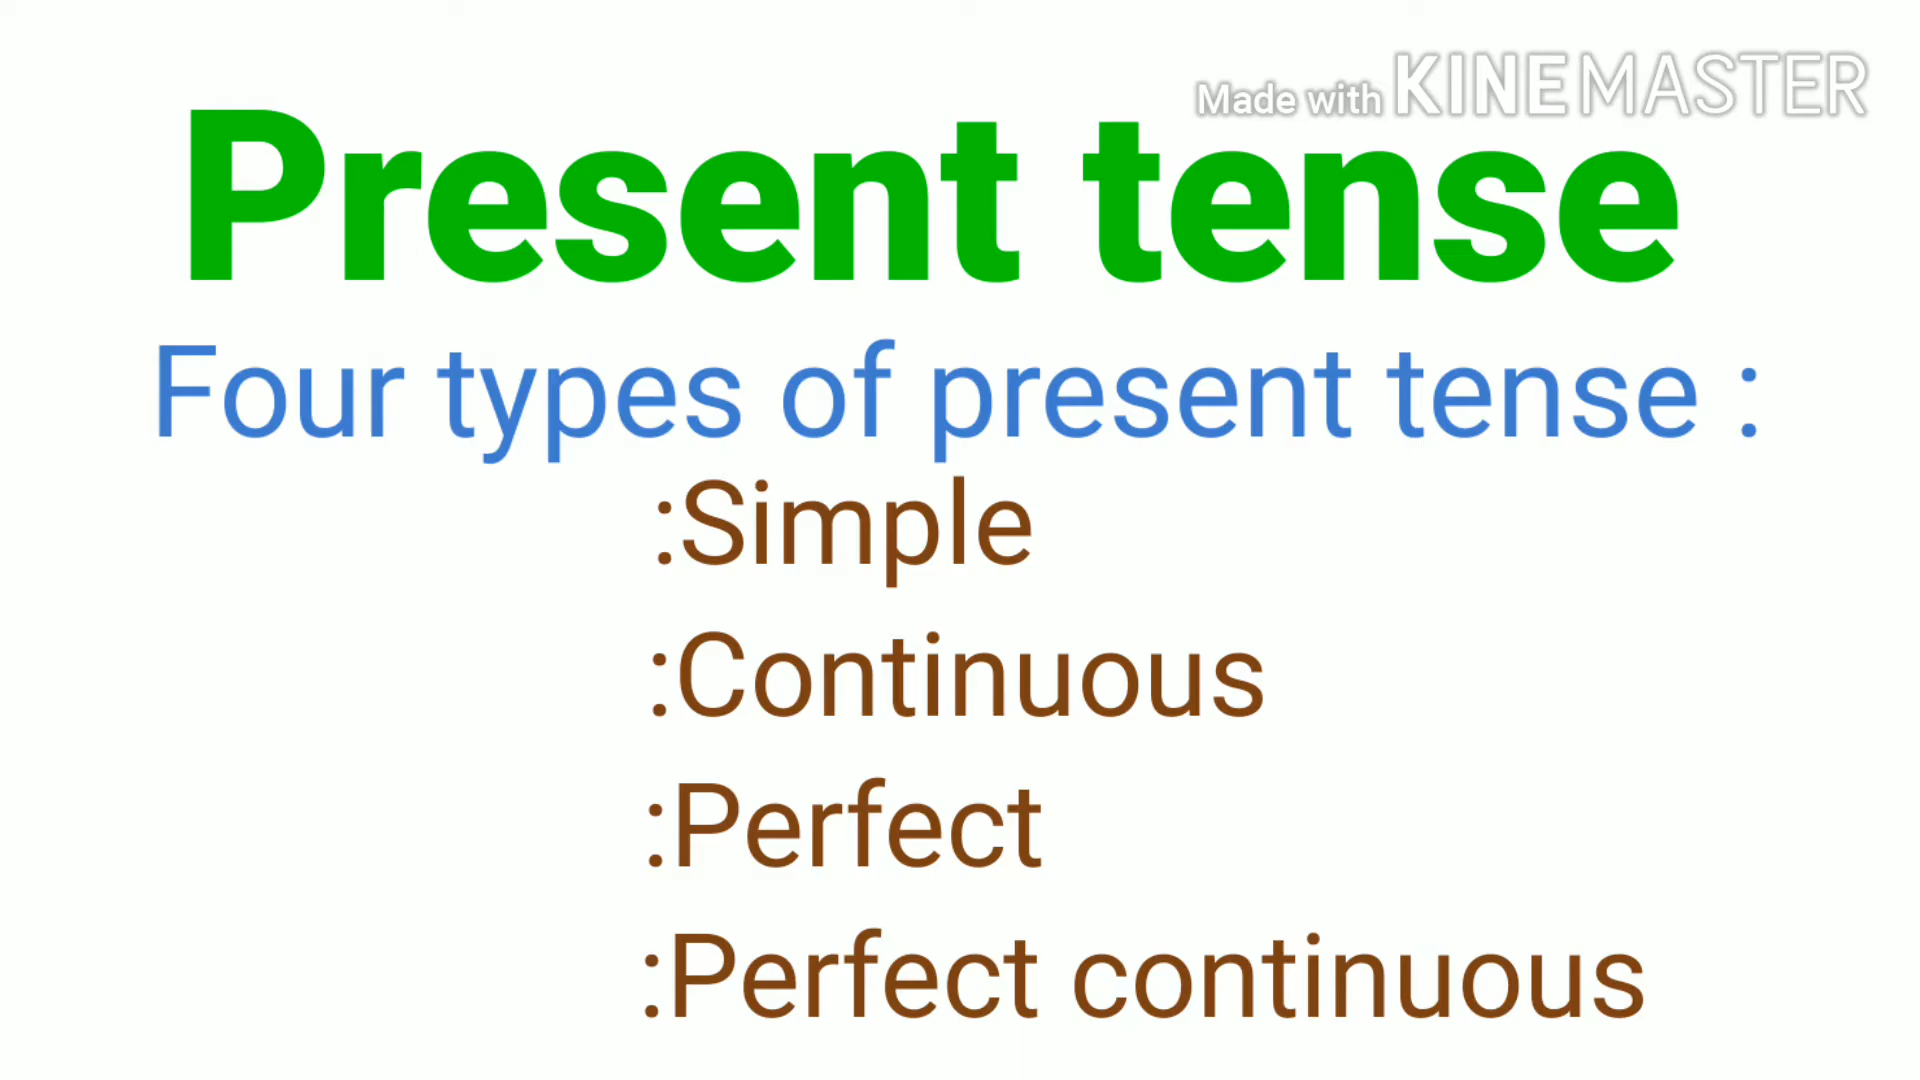 Made with KINEMASTER
Present tense
Four types of present tense :
:Simple
:Continuous
:Perfect
:Perfect continuous